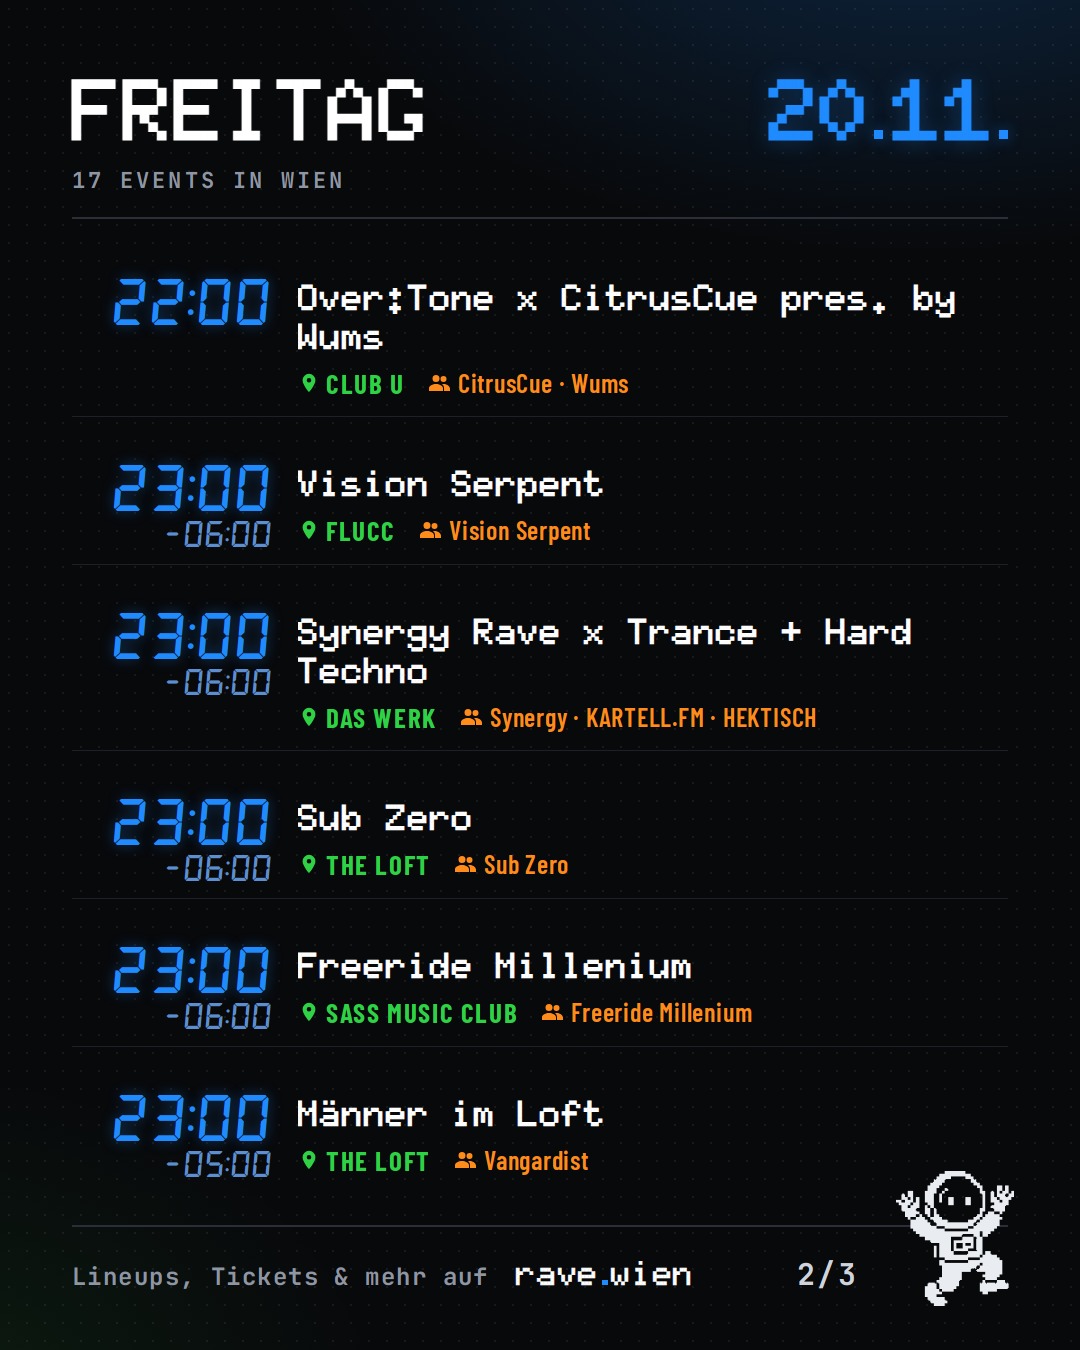 FREITAG 20.11.
17 EVENTS IN WIEN
22:00 Over:Tone x CitrusCue pres. by
Wums
CLUB U CitrusCue · Wums
23:00 Vision Serpent
-06:00 FLUCC Vision Serpent
23:00 Synergy Rave x Trance + Hard
-06:00 Techno
DAS WERK Synergy · KARTELL.FM · HEKTISCH
23:00 Sub Zero
-06:00 THE LOFT Sub Zero
23:00 Freeride Millenium
-06:00 SASS MUSIC CLUB Freeride Millenium
23:00 Männer im Loft
-05:00 THE LOFT Vangardist
Lineups, Tickets & mehr auf rave.wien 2/3